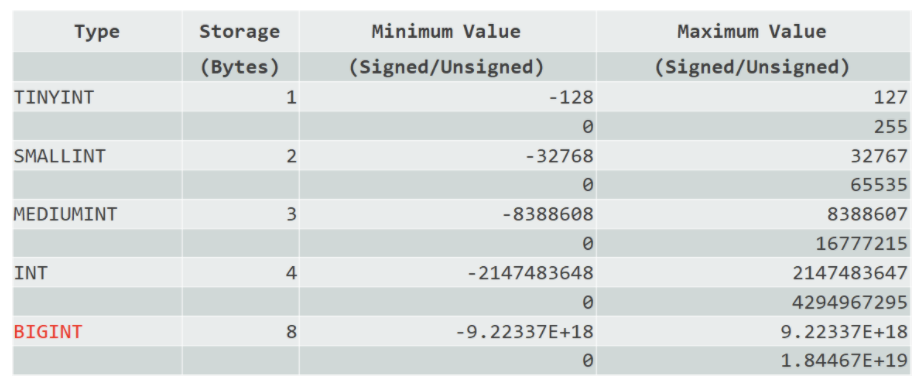 Type Storage Minimum Value Maximum Value
(Bytes) (Signed/Unsigned) (Signed/Unsigned)
TINYINT 1 -128 127
0 255
SMALLINT 2 -32768 32767
0 65535
MEDIUMINT 3 -8388608 8388607
0 16777215
INT 4 -2147483648 2147483647
0 4294967295
BIGINT 8 -9.22337E+18 9.22337E+18
0 1.84467E+19